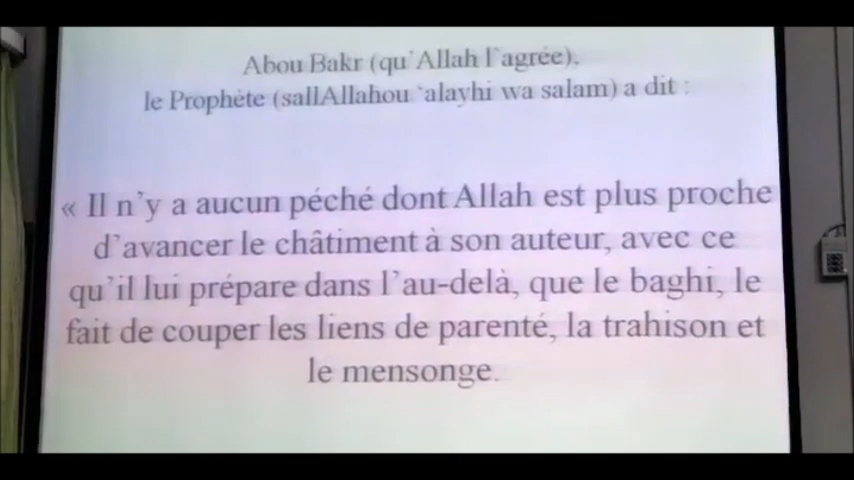 Abou Bakr (qu'Allah l'agrée),
le Prophète (sallAllahou 'alayhi wa salam) a dit :
« Il n'y a aucun péché dont Allah est plus proche
d'avancer le châtiment à son auteur, avec ce
qu'il lui prépare dans l'au-delà, que le baghi, le
fait de couper les liens de parenté, la trahison et
le mensonge.